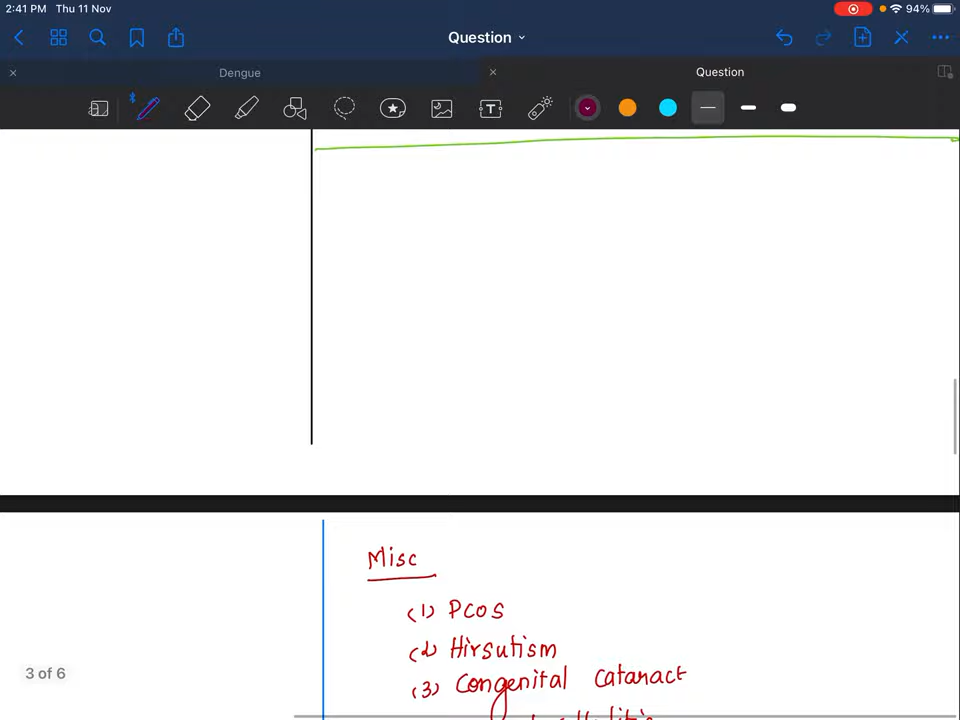 2:41 PM Thu 11 Nov 94%
Question
Dengue Question
T
Misc
(1) PCOS
(2) Hirsutism
(3) Congenital cataract
3 of 6